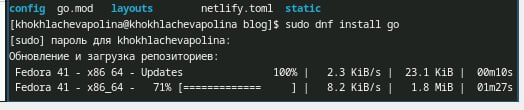 config  go.mod  layouts  netlify.toml  static
[khokhlachevapolina@khokhlachevapolina blog]$ sudo dnf install go
[sudo] пароль для khokhlachevapolina:
Обновление и загрузка репозиториев:
Fedora 41 - x86_64 - Updates 100% | 2.3 KiB/s | 23.1 KiB | 00m10s
Fedora 41 - x86_64 - 71% [============= ] | 8.2 KiB/s | 1.8 MiB | 01m27s